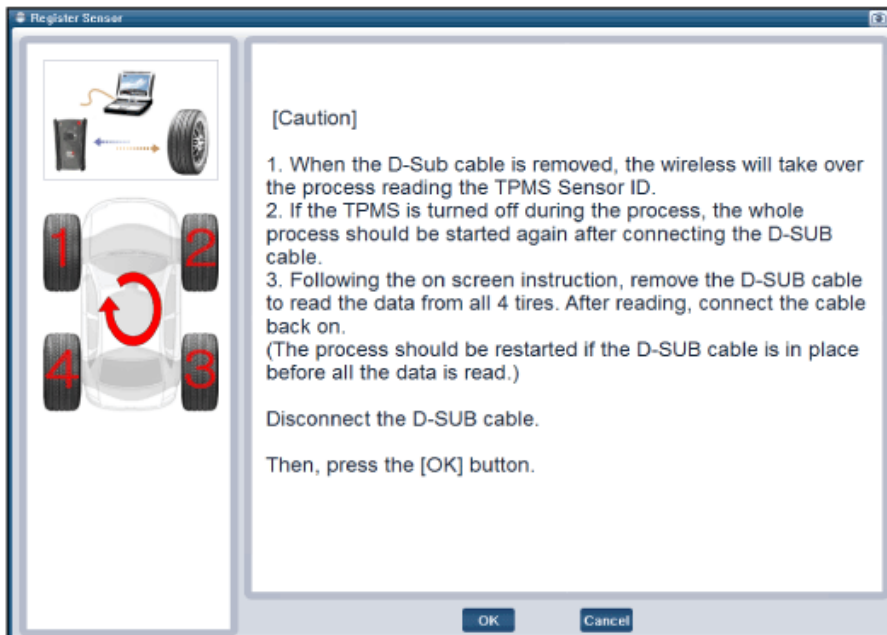 Register Sensor
1
2
4
3
[Caution]
1. When the D-Sub cable is removed, the wireless will take over
the process reading the TPMS Sensor ID.
2. If the TPMS is turned off during the process, the whole
process should be started again after connecting the D-SUB
cable.
3. Following the on screen instruction, remove the D-SUB cable
to read the data from all 4 tires. After reading, connect the cable
back on.
(The process should be restarted if the D-SUB cable is in place
before all the data is read.)
Disconnect the D-SUB cable.
Then, press the [OK] button.
OK
Cancel